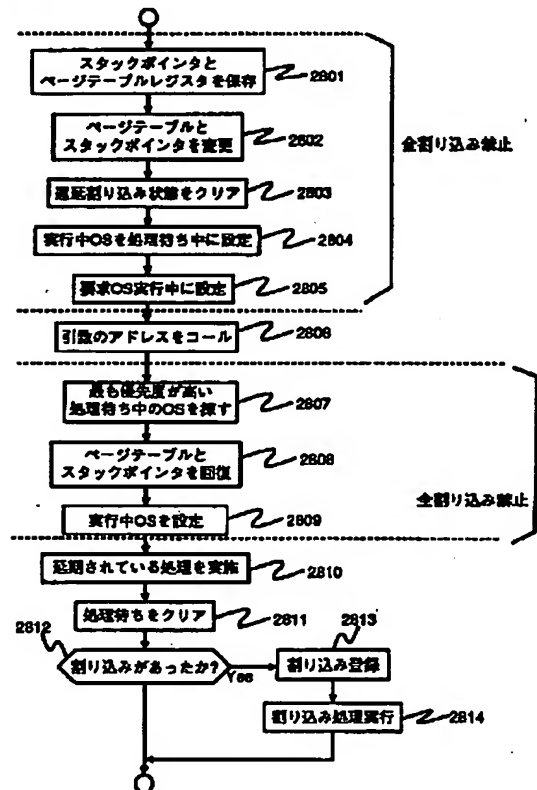 スタックポインタと
ページテーブルレジスタを保存
2801
ページテーブルと
スタックポインタを変更
2802
全割り込み禁止
遅延割り込み状態をクリア
2803
実行中OSを処理待ち中に設定
2804
要求OS実行中に設定
2805
引数のアドレスをコール
2806
最も優先度が高い
処理待ち中のOSを探す
2807
ページテーブルと
スタックポインタを回復
2808
全割り込み禁止
実行中OSを設定
2809
延期されている処理を実施
2810
処理待ちをクリア
2811
2812
割り込みがあったか?
Yes
2813
割り込み登録
割り込み処理実行
2814